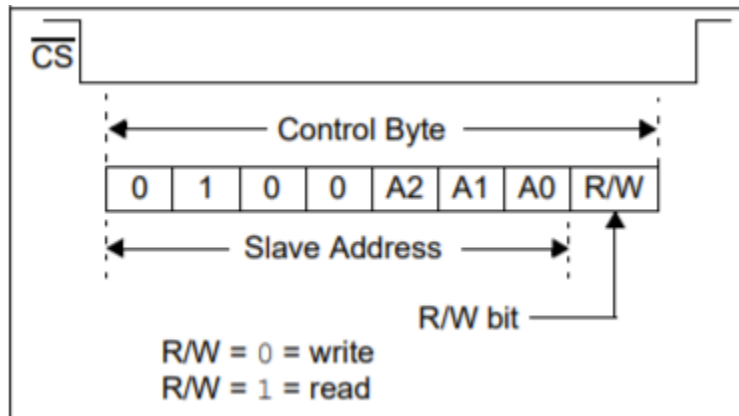 CS
Control Byte
0 1 0 0 A2 A1 A0 R/W
Slave Address
R/W bit
R/W = 0 = write
R/W = 1 = read